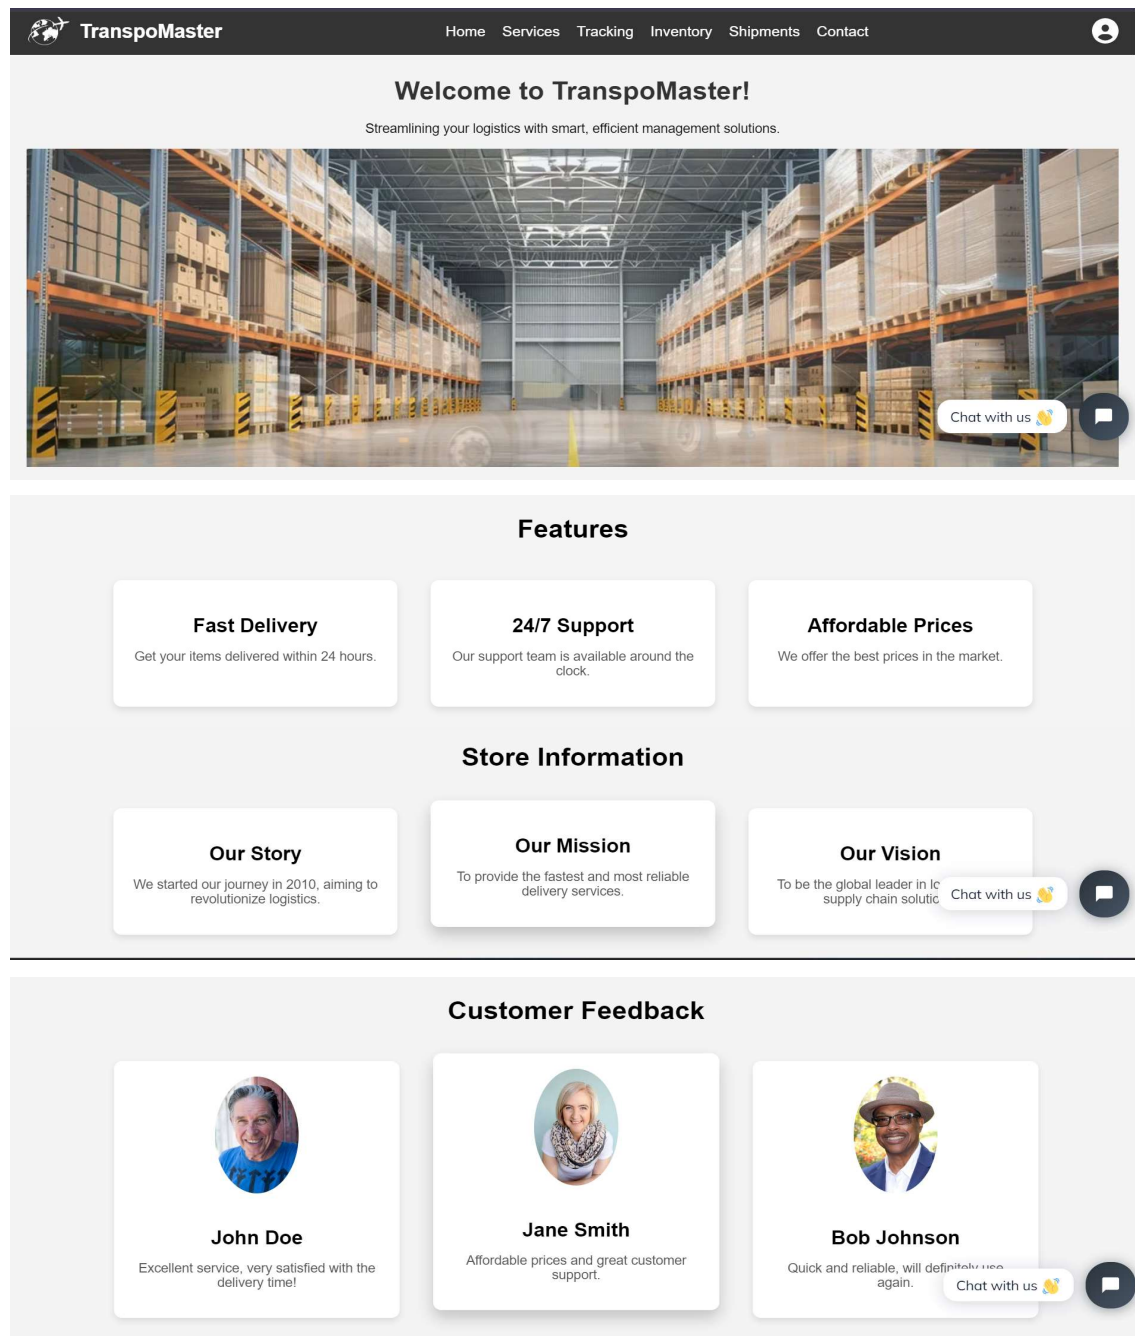 TranspoMaster
Home Services Tracking Inventory Shipments Contact
Welcome to TranspoMaster!
Streamlining your logistics with smart, efficient management solutions.
Chat with us 👋
Features
Fast Delivery
Get your items delivered within 24 hours.
24/7 Support
Our support team is available around the
clock.
Affordable Prices
We offer the best prices in the market.
Store Information
Our Story
We started our journey in 2010, aiming to
revolutionize logistics.
Our Mission
To provide the fastest and most reliable
delivery services.
Our Vision
To be the global leader in
supply chain
Chat with us 👋
Customer Feedback
John Doe
Excellent service, very satisfied with the
delivery time!
Jane Smith
Affordable prices and great customer
support.
Bob Johnson
Quick and reliable, will definitely use
again.
Chat with us 👋